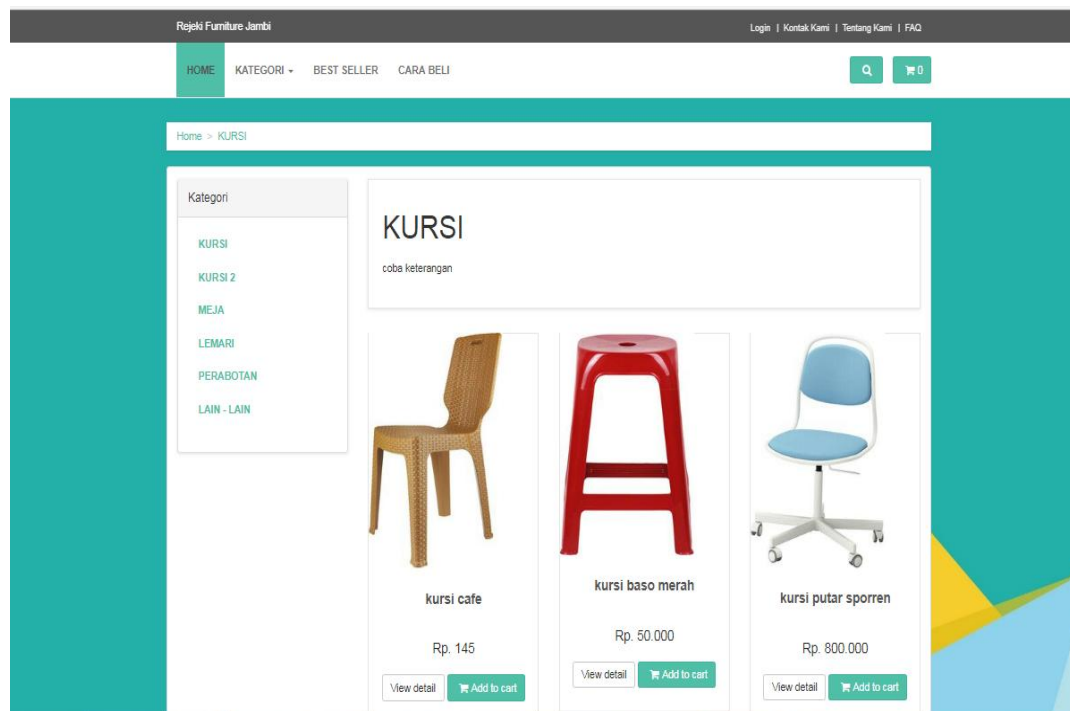 Rejeki Furniture Jambi
Login | Kontak Kami | Tentang Kami | FAQ
HOME KATEGORI BEST SELLER CARA BELI
0
Home > KURSI
Kategori
KURSI
KURSI 2
MEJA
LEMARI
PERABOTAN
LAIN - LAIN
KURSI
coba keterangan
kursi cafe
Rp. 145
View detail Add to cart
kursi baso merah
Rp. 50.000
View detail Add to cart
kursi putar sporren
Rp. 800.000
View detail Add to cart